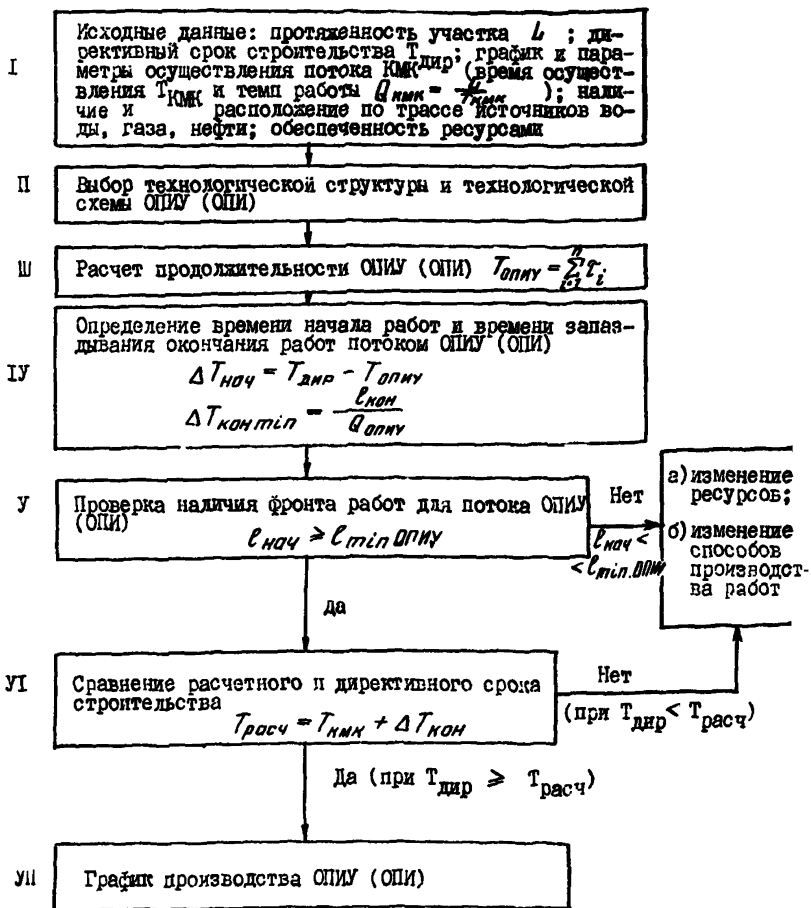 I
Исходные данные: протяженность участка L ; ди-
рективный срок строительства Tдир; график и пара-
метры осуществления потока КМК (время осущест-
вления TКМК и темп работы Qкмк = L/Tкмк ); нали-
чие и расположение по трассе источников во-
ды, газа, нефти; обеспеченность ресурсами
П
Выбор технологической структуры и технологической
схемы ОПИУ (ОПИ)
Ш
Расчет продолжительности ОПИУ (ОПИ) Tопиу = Σ(i=1..n) τi
IУ
Определение времени начала работ и времени запаз-
дывания окончания работ потоком ОПИУ (ОПИ)
ΔTнач = Tдир - Tопиу
ΔTкон min = lкон/Qопиу
У
Проверка наличия фронта работ для потока ОПИУ
(ОПИ)
lнач ≥ lmin ОПИУ
Нет
lнач <
< lmin.ОПИУ
а) изменение
ресурсов;
б) изменение
способов
производст-
ва работ
да
УI
Сравнение расчетного и директивного срока
строительства
Tрасч = Tкмк + ΔTкон
Нет
(при Tдир < Tрасч)
Да (при Tдир ≥ Tрасч)
УП
График производства ОПИУ (ОПИ)